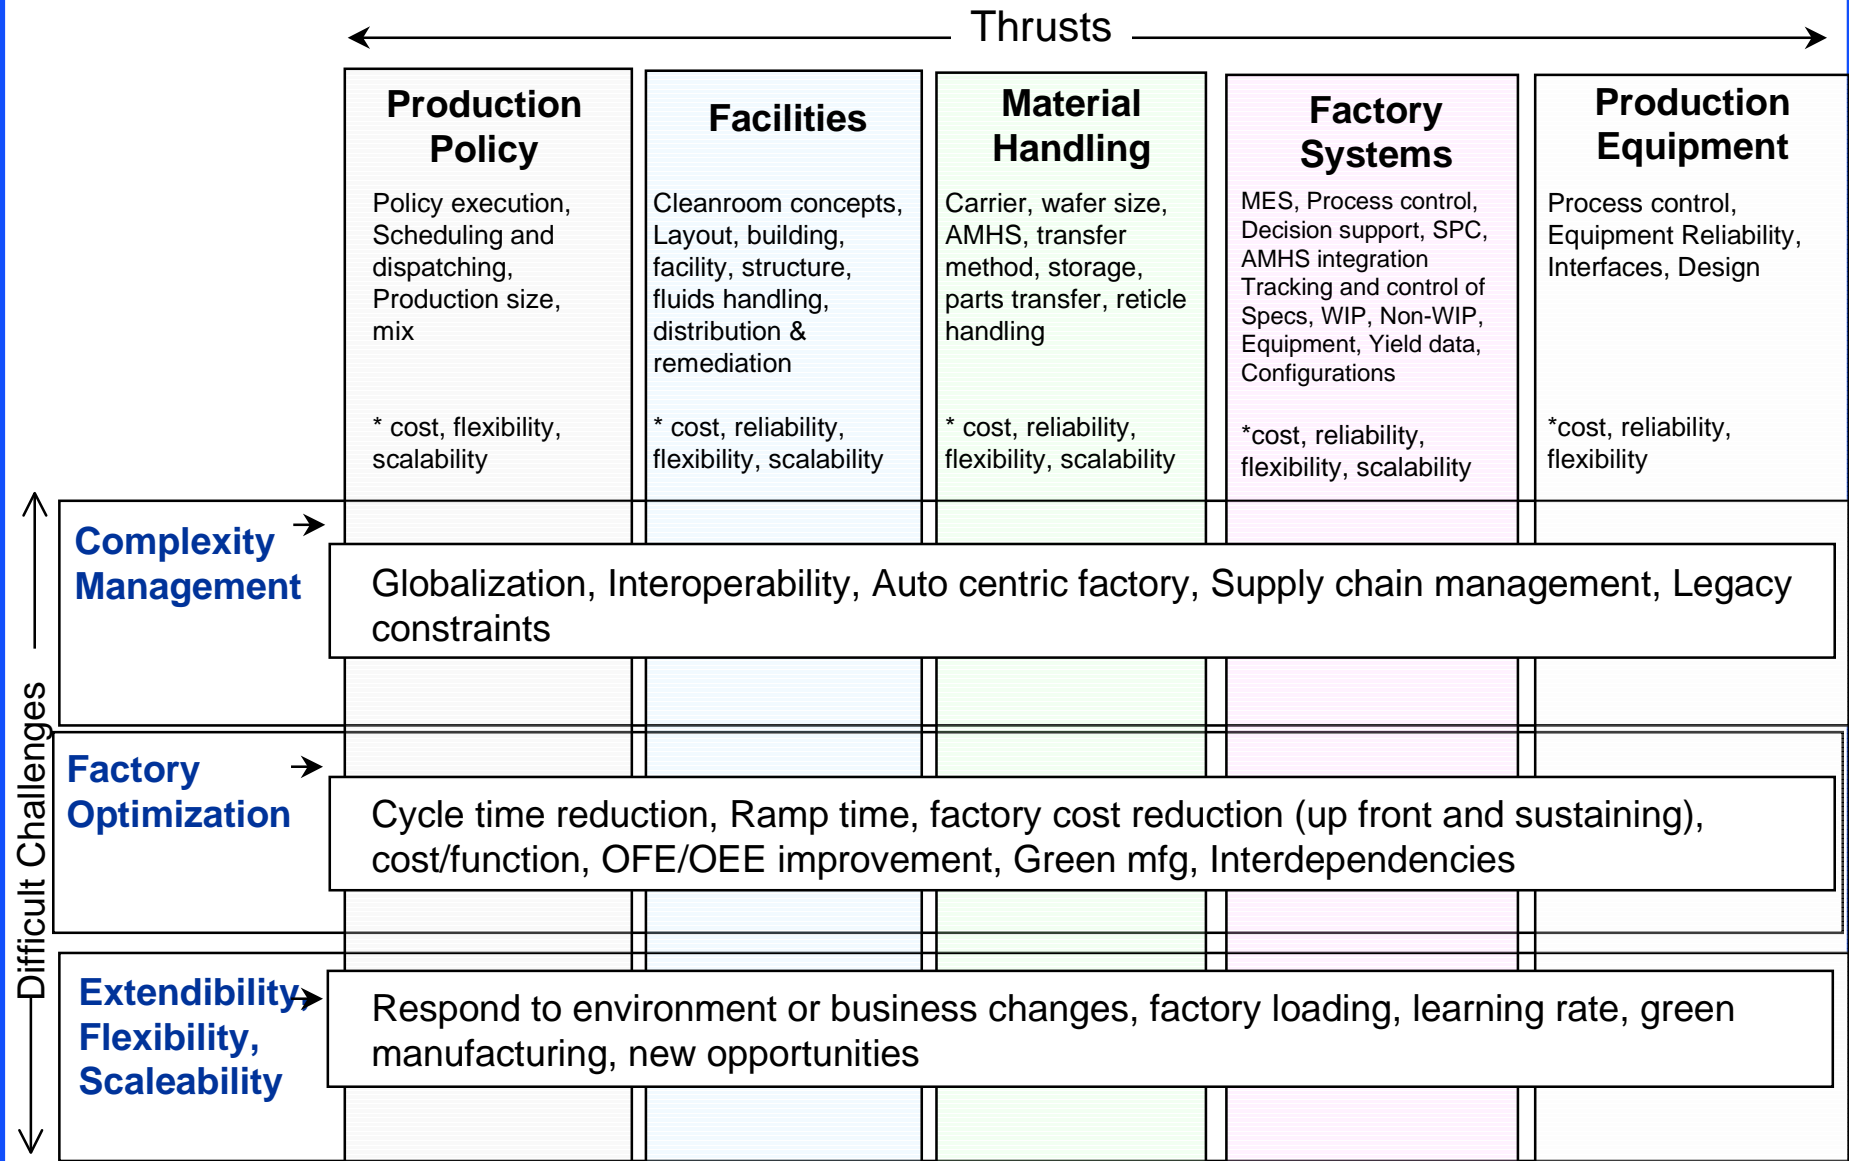 Thrusts
Production
Policy
Policy execution,
Scheduling and
dispatching,
Production size,
mix
* cost, flexibility,
scalability
Facilities
Cleanroom concepts,
Layout, building,
facility, structure,
fluids handling,
distribution &
remediation
* cost, reliability,
flexibility, scalability
Material
Handling
Carrier, wafer size,
AMHS, transfer
method, storage,
parts transfer, reticle
handling
* cost, reliability,
flexibility, scalability
Factory
Systems
MES, Process control,
Decision support, SPC,
AMHS integration
Tracking and control of
Specs, WIP, Non-WIP,
Equipment, Yield data,
Configurations
*cost, reliability,
flexibility, scalability
Production
Equipment
Process control,
Equipment Reliability,
Interfaces, Design
*cost, reliability,
flexibility
Difficult Challenges
Complexity
Management
Globalization, Interoperability, Auto centric factory, Supply chain management, Legacy
constraints
Factory
Optimization
Cycle time reduction, Ramp time, factory cost reduction (up front and sustaining),
cost/function, OFE/OEE improvement, Green mfg, Interdependencies
Extendibility,
Flexibility,
Scaleability
Respond to environment or business changes, factory loading, learning rate, green
manufacturing, new opportunities